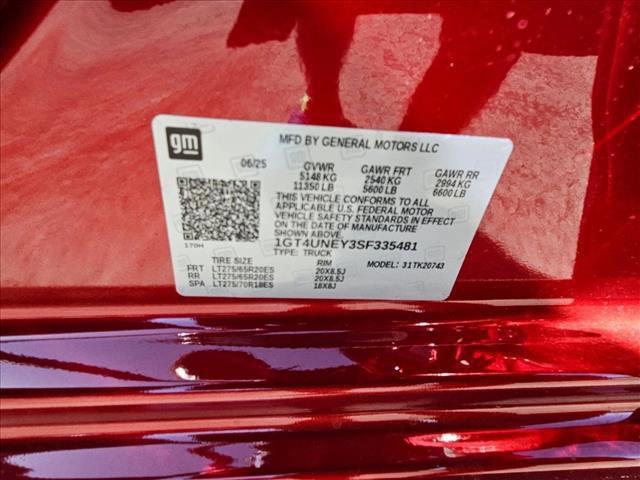 gm
MFD BY GENERAL MOTORS LLC
06/25 GVWR GAWR FRT GAWR RR
5148 KG 2540 KG 2994 KG
11350 LB 5600 LB 6600 LB
THIS VEHICLE CONFORMS TO ALL
APPLICABLE U.S. FEDERAL MOTOR
VEHICLE SAFETY STANDARDS IN EFFECT
ON THE DATE OF MANUFACTURE
SHOWN ABOVE.
1GT4UNEY3SF335481
170H TYPE: TRUCK
TIRE SIZE RIM MODEL: 31TK20743
FRT LT275/65R20ES 20X8.5J
RR LT275/65R20ES 20X8.5J
SPA LT275/70R18ES 18X8J